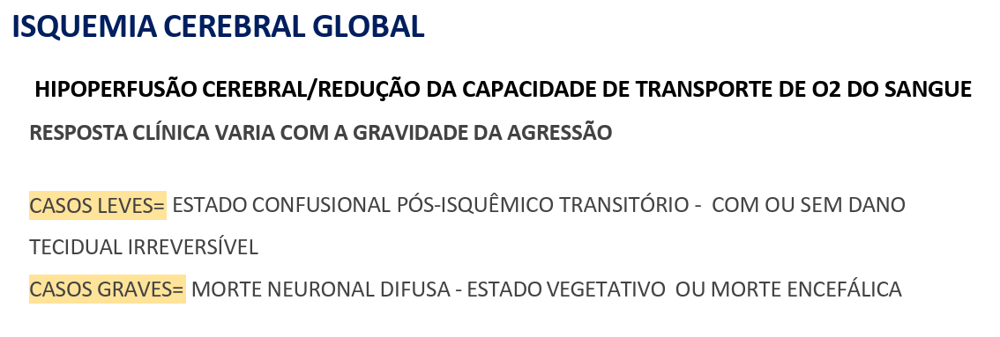 ISQUEMIA CEREBRAL GLOBAL
HIPOPERFUSÃO CEREBRAL/REDUÇÃO DA CAPACIDADE DE TRANSPORTE DE O2 DO SANGUE
RESPOSTA CLÍNICA VARIA COM A GRAVIDADE DA AGRESSÃO
CASOS LEVES= ESTADO CONFUSIONAL PÓS-ISQUÊMICO TRANSITÓRIO - COM OU SEM DANO
TECIDUAL IRREVERSÍVEL
CASOS GRAVES= MORTE NEURONAL DIFUSA - ESTADO VEGETATIVO OU MORTE ENCEFÁLICA